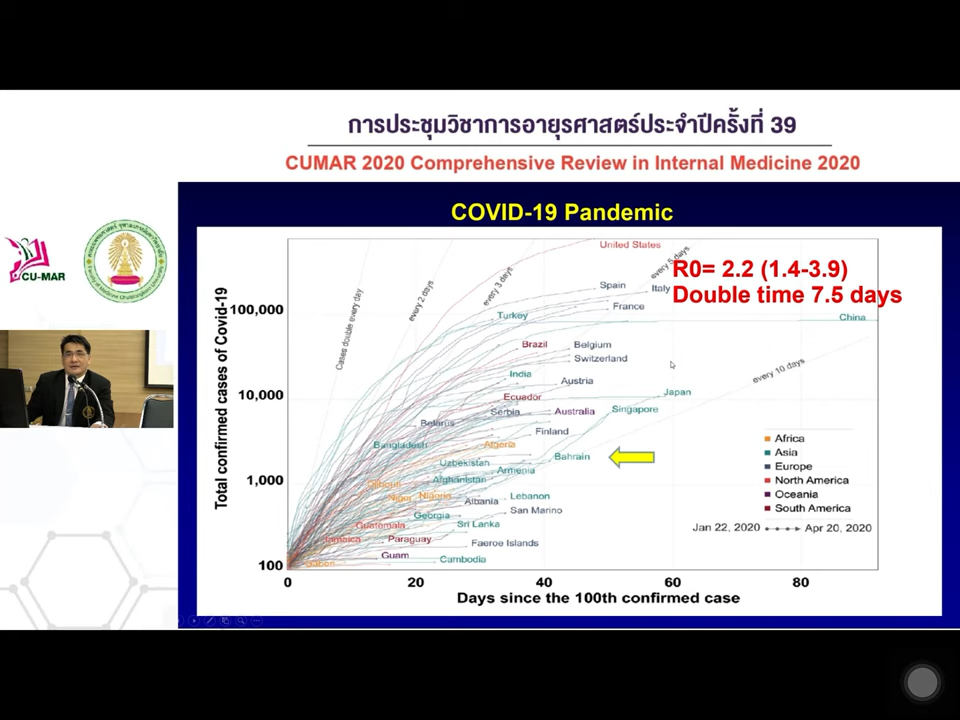 การประชุมวิชาการอายุรศาสตร์ประจำปีครั้งที่ 39
CUMAR 2020 Comprehensive Review in Internal Medicine 2020
CU-MAR
COVID-19 Pandemic
R0= 2.2 (1.4-3.9)
Double time 7.5 days
Total confirmed cases of Covid-19
100,000
10,000
1,000
100
0
20
40
60
80
Days since the 100th confirmed case
Cases double every day
every 2 days
every 3 days
every 5 days
every 10 days
United States
Spain
Italy
France
Turkey
China
Brazil
Belgium
Switzerland
India
Austria
Japan
Ecuador
Serbia
Australia
Singapore
Belarus
Finland
Bangladesh
Algeria
Bahrain
Uzbekistan
Armenia
Afghanistan
Djibouti
Niger
Nigeria
Albania
Lebanon
San Marino
Georgia
Guatemala
Sri Lanka
Jamaica
Paraguay
Faeroe Islands
Guam
Cambodia
Gabon
Africa
Asia
Europe
North America
Oceania
South America
Jan 22, 2020
Apr 20, 2020